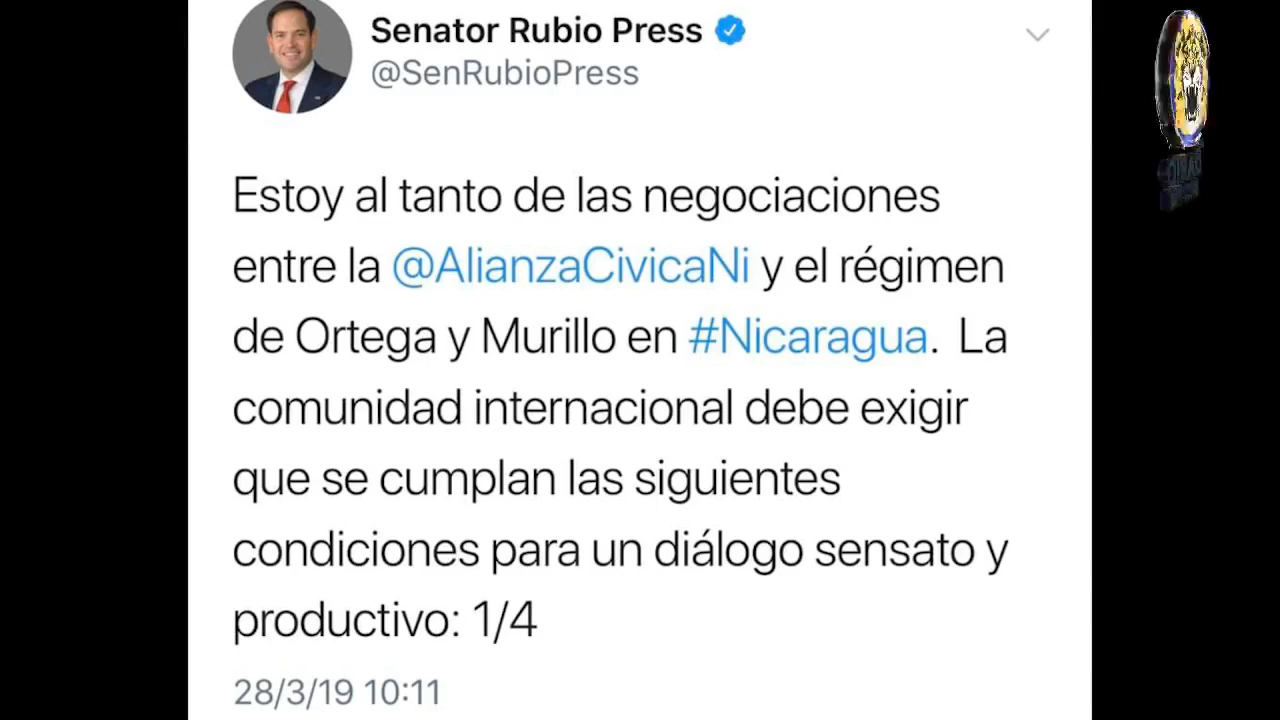 Senator Rubio Press
@SenRubioPress
Estoy al tanto de las negociaciones
entre la @AlianzaCivicaNi y el régimen
de Ortega y Murillo en #Nicaragua. La
comunidad internacional debe exigir
que se cumplan las siguientes
condiciones para un diálogo sensato y
productivo: 1/4
28/3/19 10:11